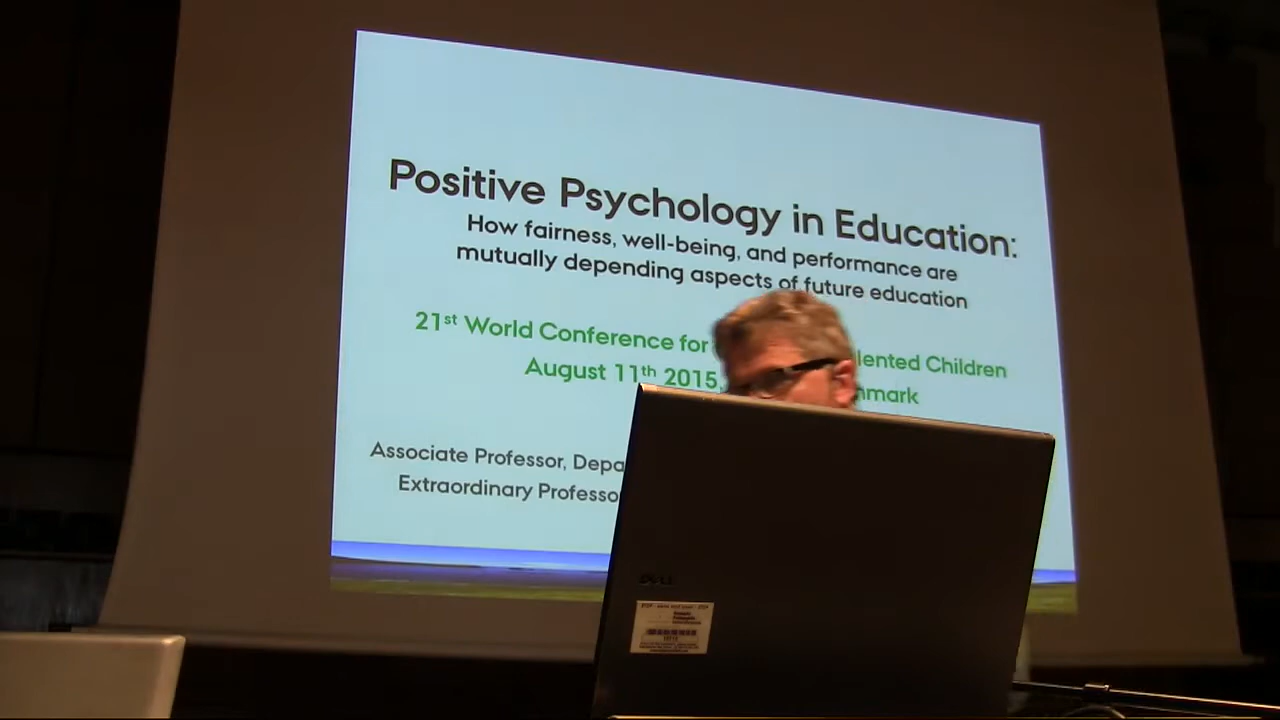 Positive Psychology in Education:
How fairness, well-being, and performance are
mutually depending aspects of future education
21st World Conference for lented Children
August 11th 2015, nmark
Associate Professor, Depa
Extraordinary Professo
DELL